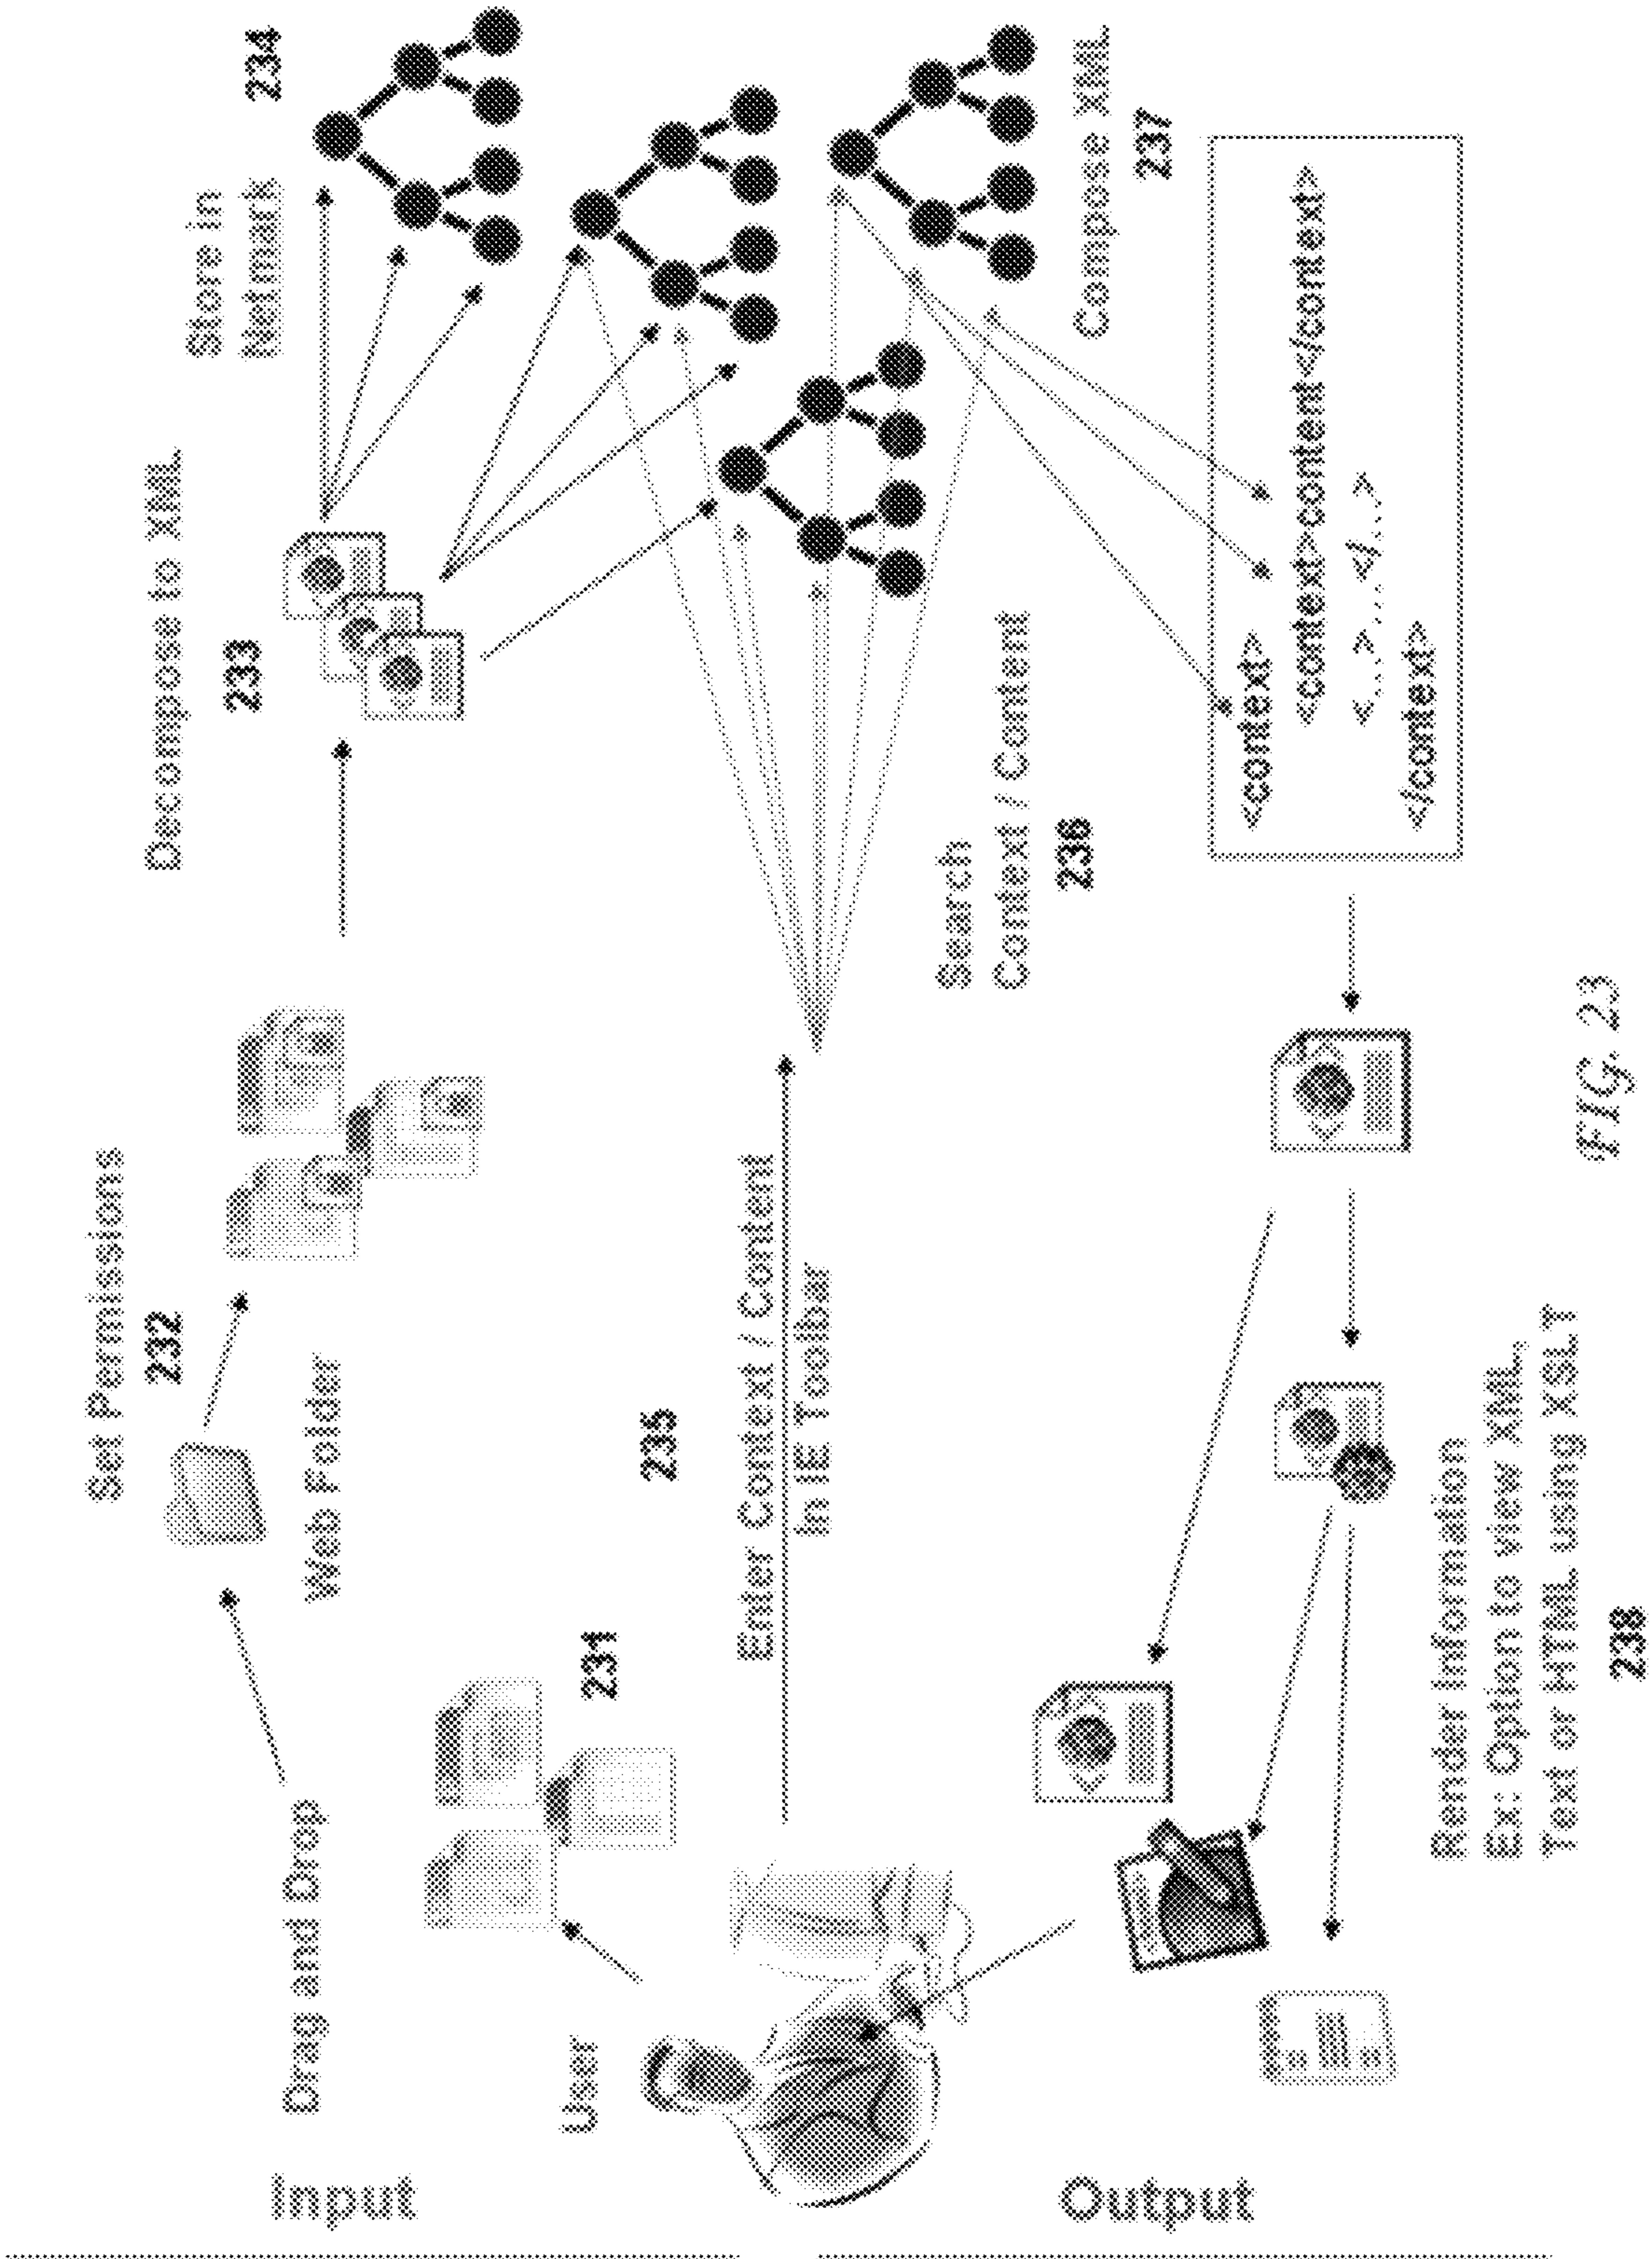 Input
Drag and Drop
Set Permissions
232
Web Folder
Decompose to XML
233
Store in
Netmark
234
User
231
235
Enter Context / Content
in IE Toolbar
Search
Context / Content
236
Compose XML
237
<context>
<context>content</context>
<...>...</...>
</context>
Output
Render Information
Ex: Option to view XML,
Text or HTML using XSLT
238
FIG. 23